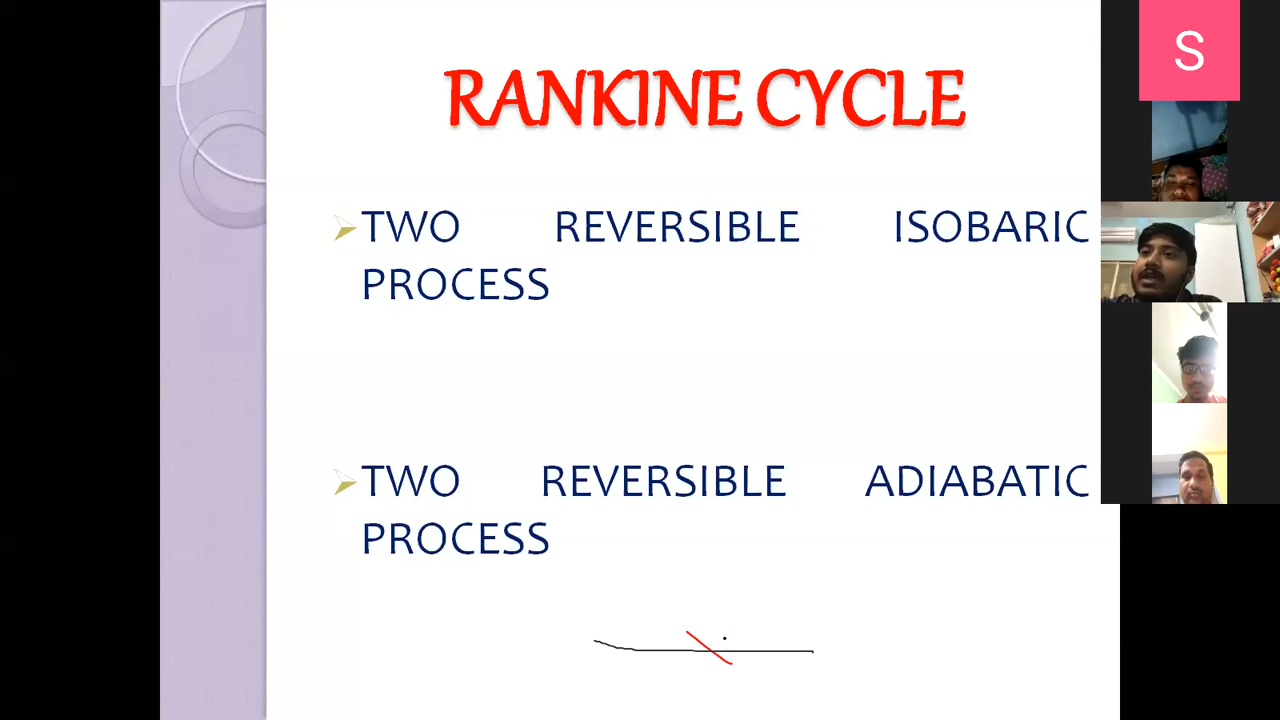 RANKINE CYCLE
TWO REVERSIBLE ISOBARIC
PROCESS
TWO REVERSIBLE ADIABATIC
PROCESS
S